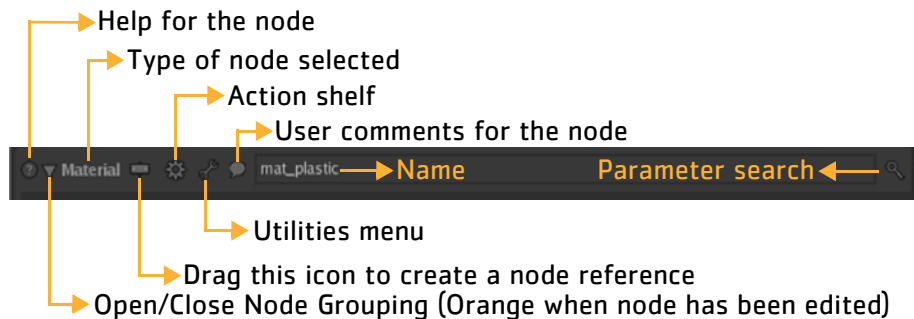 Help for the node
Type of node selected
Action shelf
User comments for the node
? Material mat_plastic Name Parameter search
Utilities menu
Drag this icon to create a node reference
Open/Close Node Grouping (Orange when node has been edited)